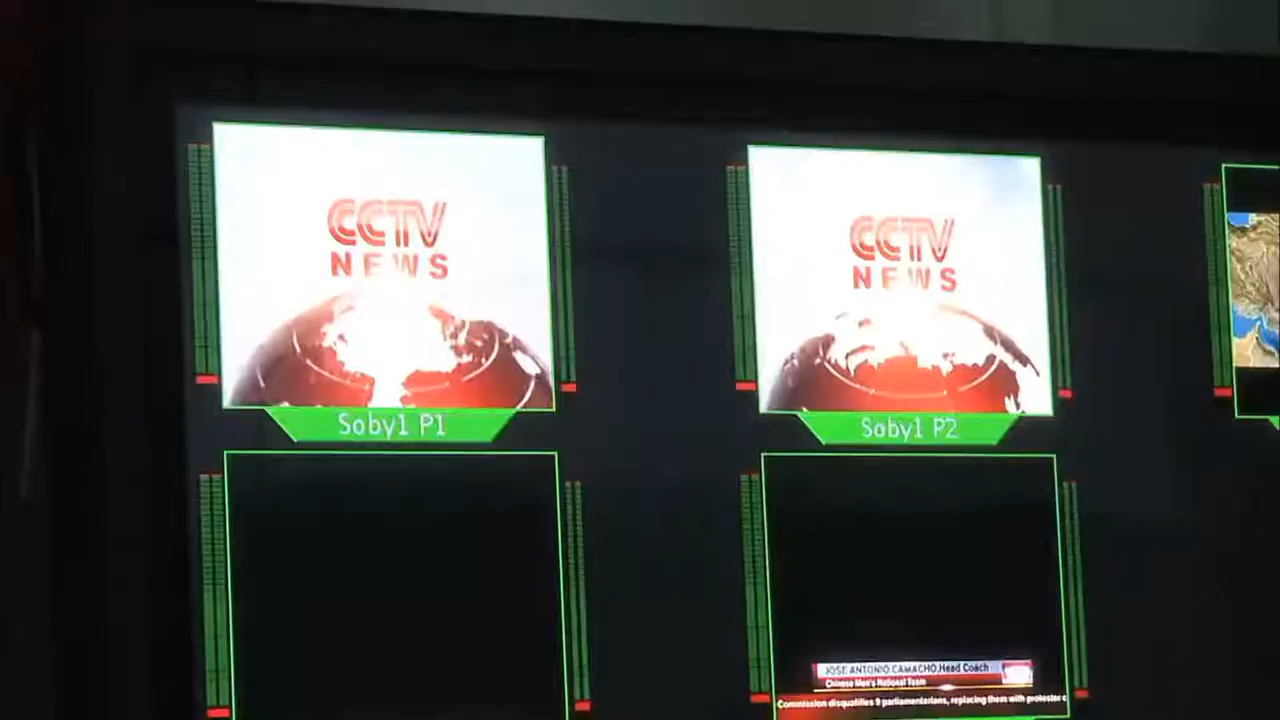 CCTV
NEWS
Soby1 P1
CCTV
NEWS
Soby1 P2
JOSE ANTONIO CAMACHO,Head Coach
Chinese Men's National Team
Commission disqualifies 9 parliamentarians, replacing them with protester c